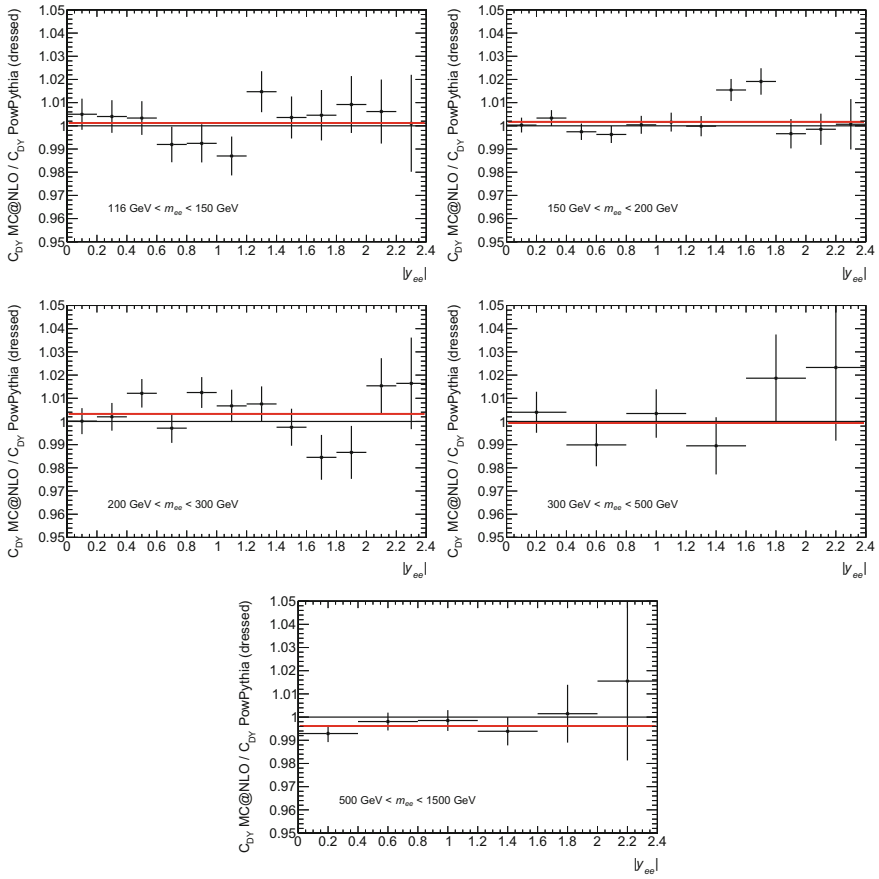 C_DY MC@NLO / C_DY PowPythia (dressed)
1.05
1.04
1.03
1.02
1.01
1
0.99
0.98
0.97
0.96
0.95
116 GeV < m_ee < 150 GeV
0 0.2 0.4 0.6 0.8 1 1.2 1.4 1.6 1.8 2 2.2 2.4
|y_ee|
C_DY MC@NLO / C_DY PowPythia (dressed)
1.05
1.04
1.03
1.02
1.01
1
0.99
0.98
0.97
0.96
0.95
150 GeV < m_ee < 200 GeV
0 0.2 0.4 0.6 0.8 1 1.2 1.4 1.6 1.8 2 2.2 2.4
|y_ee|
C_DY MC@NLO / C_DY PowPythia (dressed)
1.05
1.04
1.03
1.02
1.01
1
0.99
0.98
0.97
0.96
0.95
200 GeV < m_ee < 300 GeV
0 0.2 0.4 0.6 0.8 1 1.2 1.4 1.6 1.8 2 2.2 2.4
|y_ee|
C_DY MC@NLO / C_DY PowPythia (dressed)
1.05
1.04
1.03
1.02
1.01
1
0.99
0.98
0.97
0.96
0.95
300 GeV < m_ee < 500 GeV
0 0.2 0.4 0.6 0.8 1 1.2 1.4 1.6 1.8 2 2.2 2.4
|y_ee|
C_DY MC@NLO / C_DY PowPythia (dressed)
1.05
1.04
1.03
1.02
1.01
1
0.99
0.98
0.97
0.96
0.95
500 GeV < m_ee < 1500 GeV
0 0.2 0.4 0.6 0.8 1 1.2 1.4 1.6 1.8 2 2.2 2.4
|y_ee|